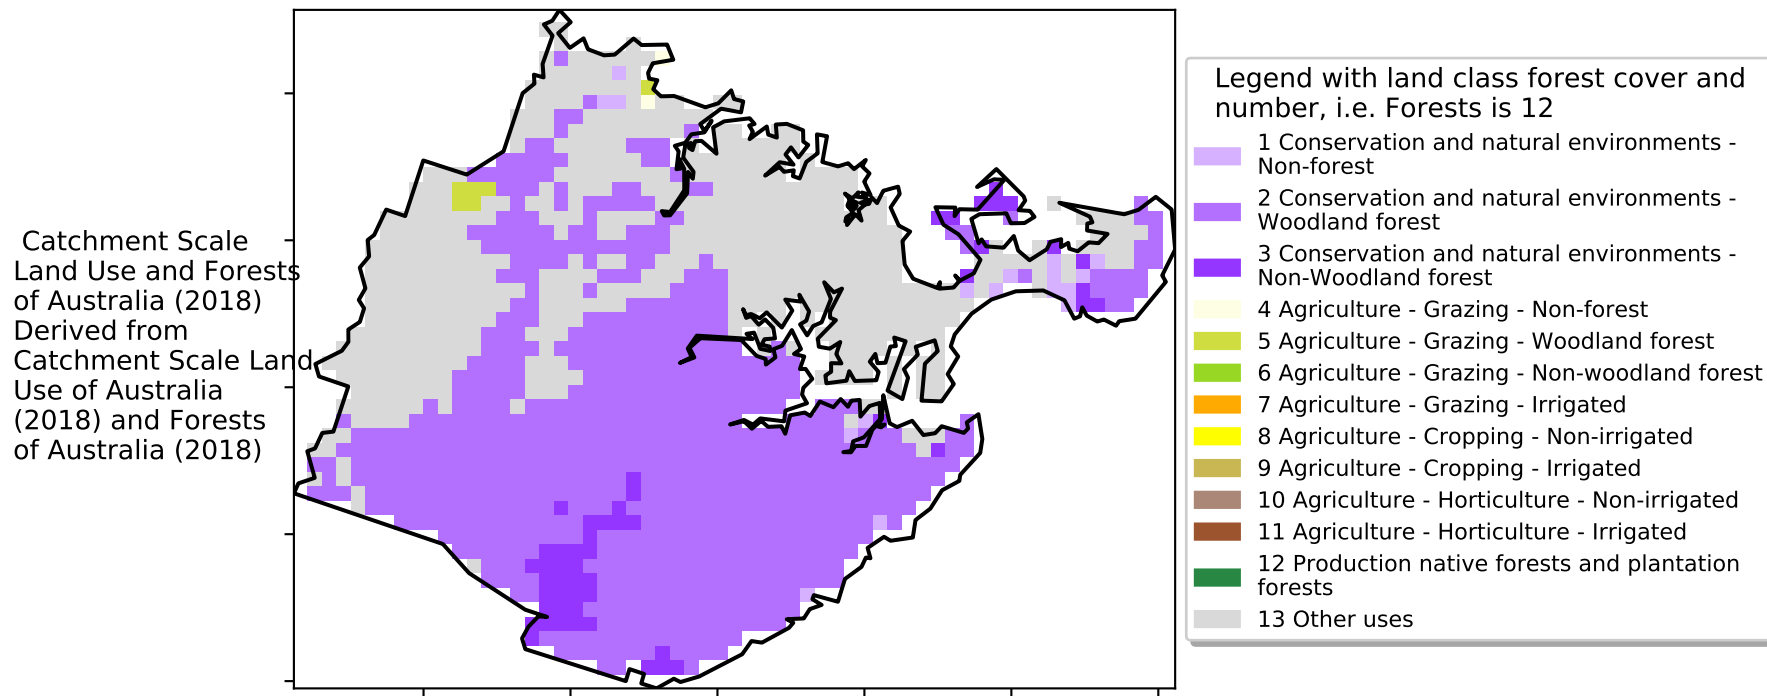 Catchment Scale
Land Use and Forests
of Australia (2018)
Derived from
Catchment Scale Land
Use of Australia
(2018) and Forests
of Australia (2018)
Legend with land class forest cover and
number, i.e. Forests is 12
1 Conservation and natural environments -
Non-forest
2 Conservation and natural environments -
Woodland forest
3 Conservation and natural environments -
Non-Woodland forest
4 Agriculture - Grazing - Non-forest
5 Agriculture - Grazing - Woodland forest
6 Agriculture - Grazing - Non-woodland forest
7 Agriculture - Grazing - Irrigated
8 Agriculture - Cropping - Non-irrigated
9 Agriculture - Cropping - Irrigated
10 Agriculture - Horticulture - Non-irrigated
11 Agriculture - Horticulture - Irrigated
12 Production native forests and plantation
forests
13 Other uses